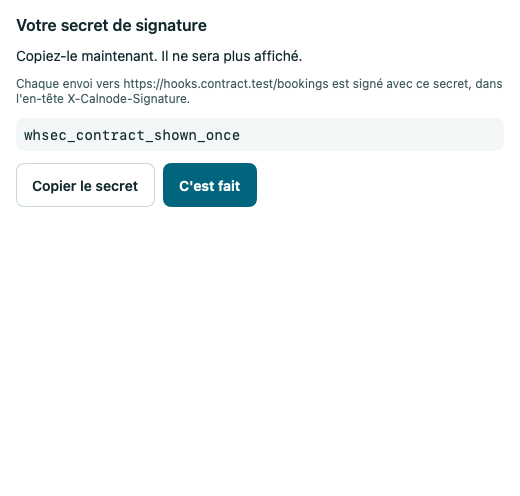 Votre secret de signature
Copiez-le maintenant. Il ne sera plus affiché.
Chaque envoi vers https://hooks.contract.test/bookings est signé avec ce secret, dans
l'en-tête X-Calnode-Signature.
whsec_contract_shown_once
Copier le secret
C'est fait